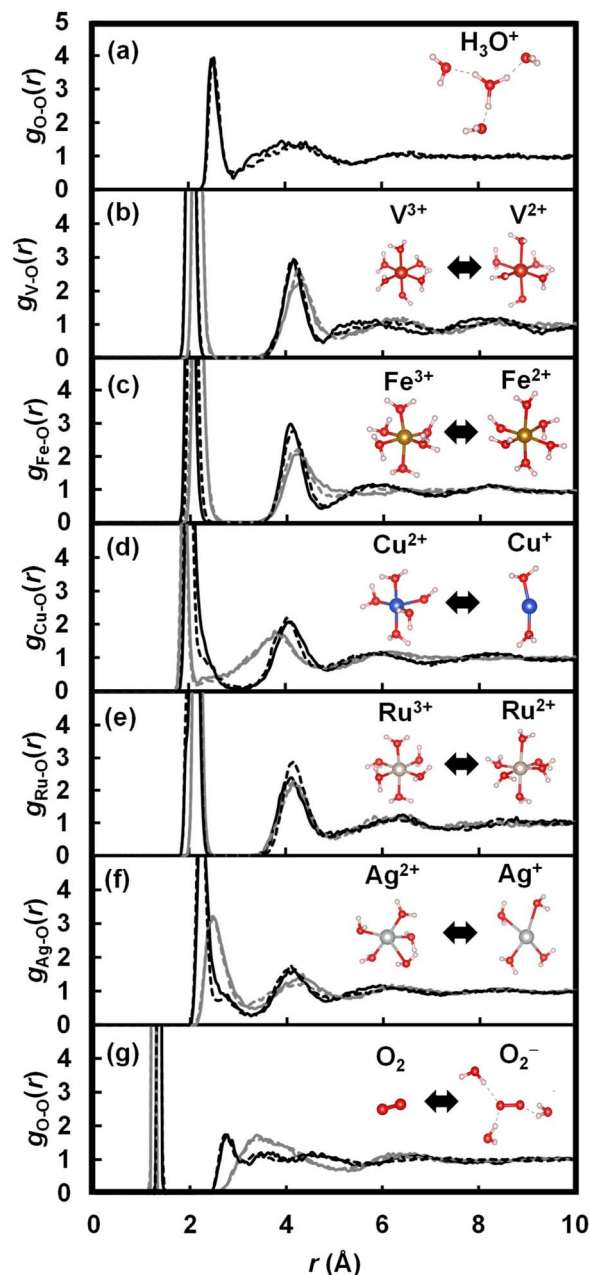 (a) H₃O⁺
g_O-O(r)
5
4
3
2
1
0
(b) V³⁺ V²⁺
g_V-O(r)
4
3
2
1
0
(c) Fe³⁺ Fe²⁺
g_Fe-O(r)
4
3
2
1
0
(d) Cu²⁺ Cu⁺
g_Cu-O(r)
4
3
2
1
0
(e) Ru³⁺ Ru²⁺
g_Ru-O(r)
4
3
2
1
0
(f) Ag²⁺ Ag⁺
g_Ag-O(r)
4
3
2
1
0
(g) O₂ O₂⁻
g_O-O(r)
4
3
2
1
0
0 2 4 6 8 10
r (Å)